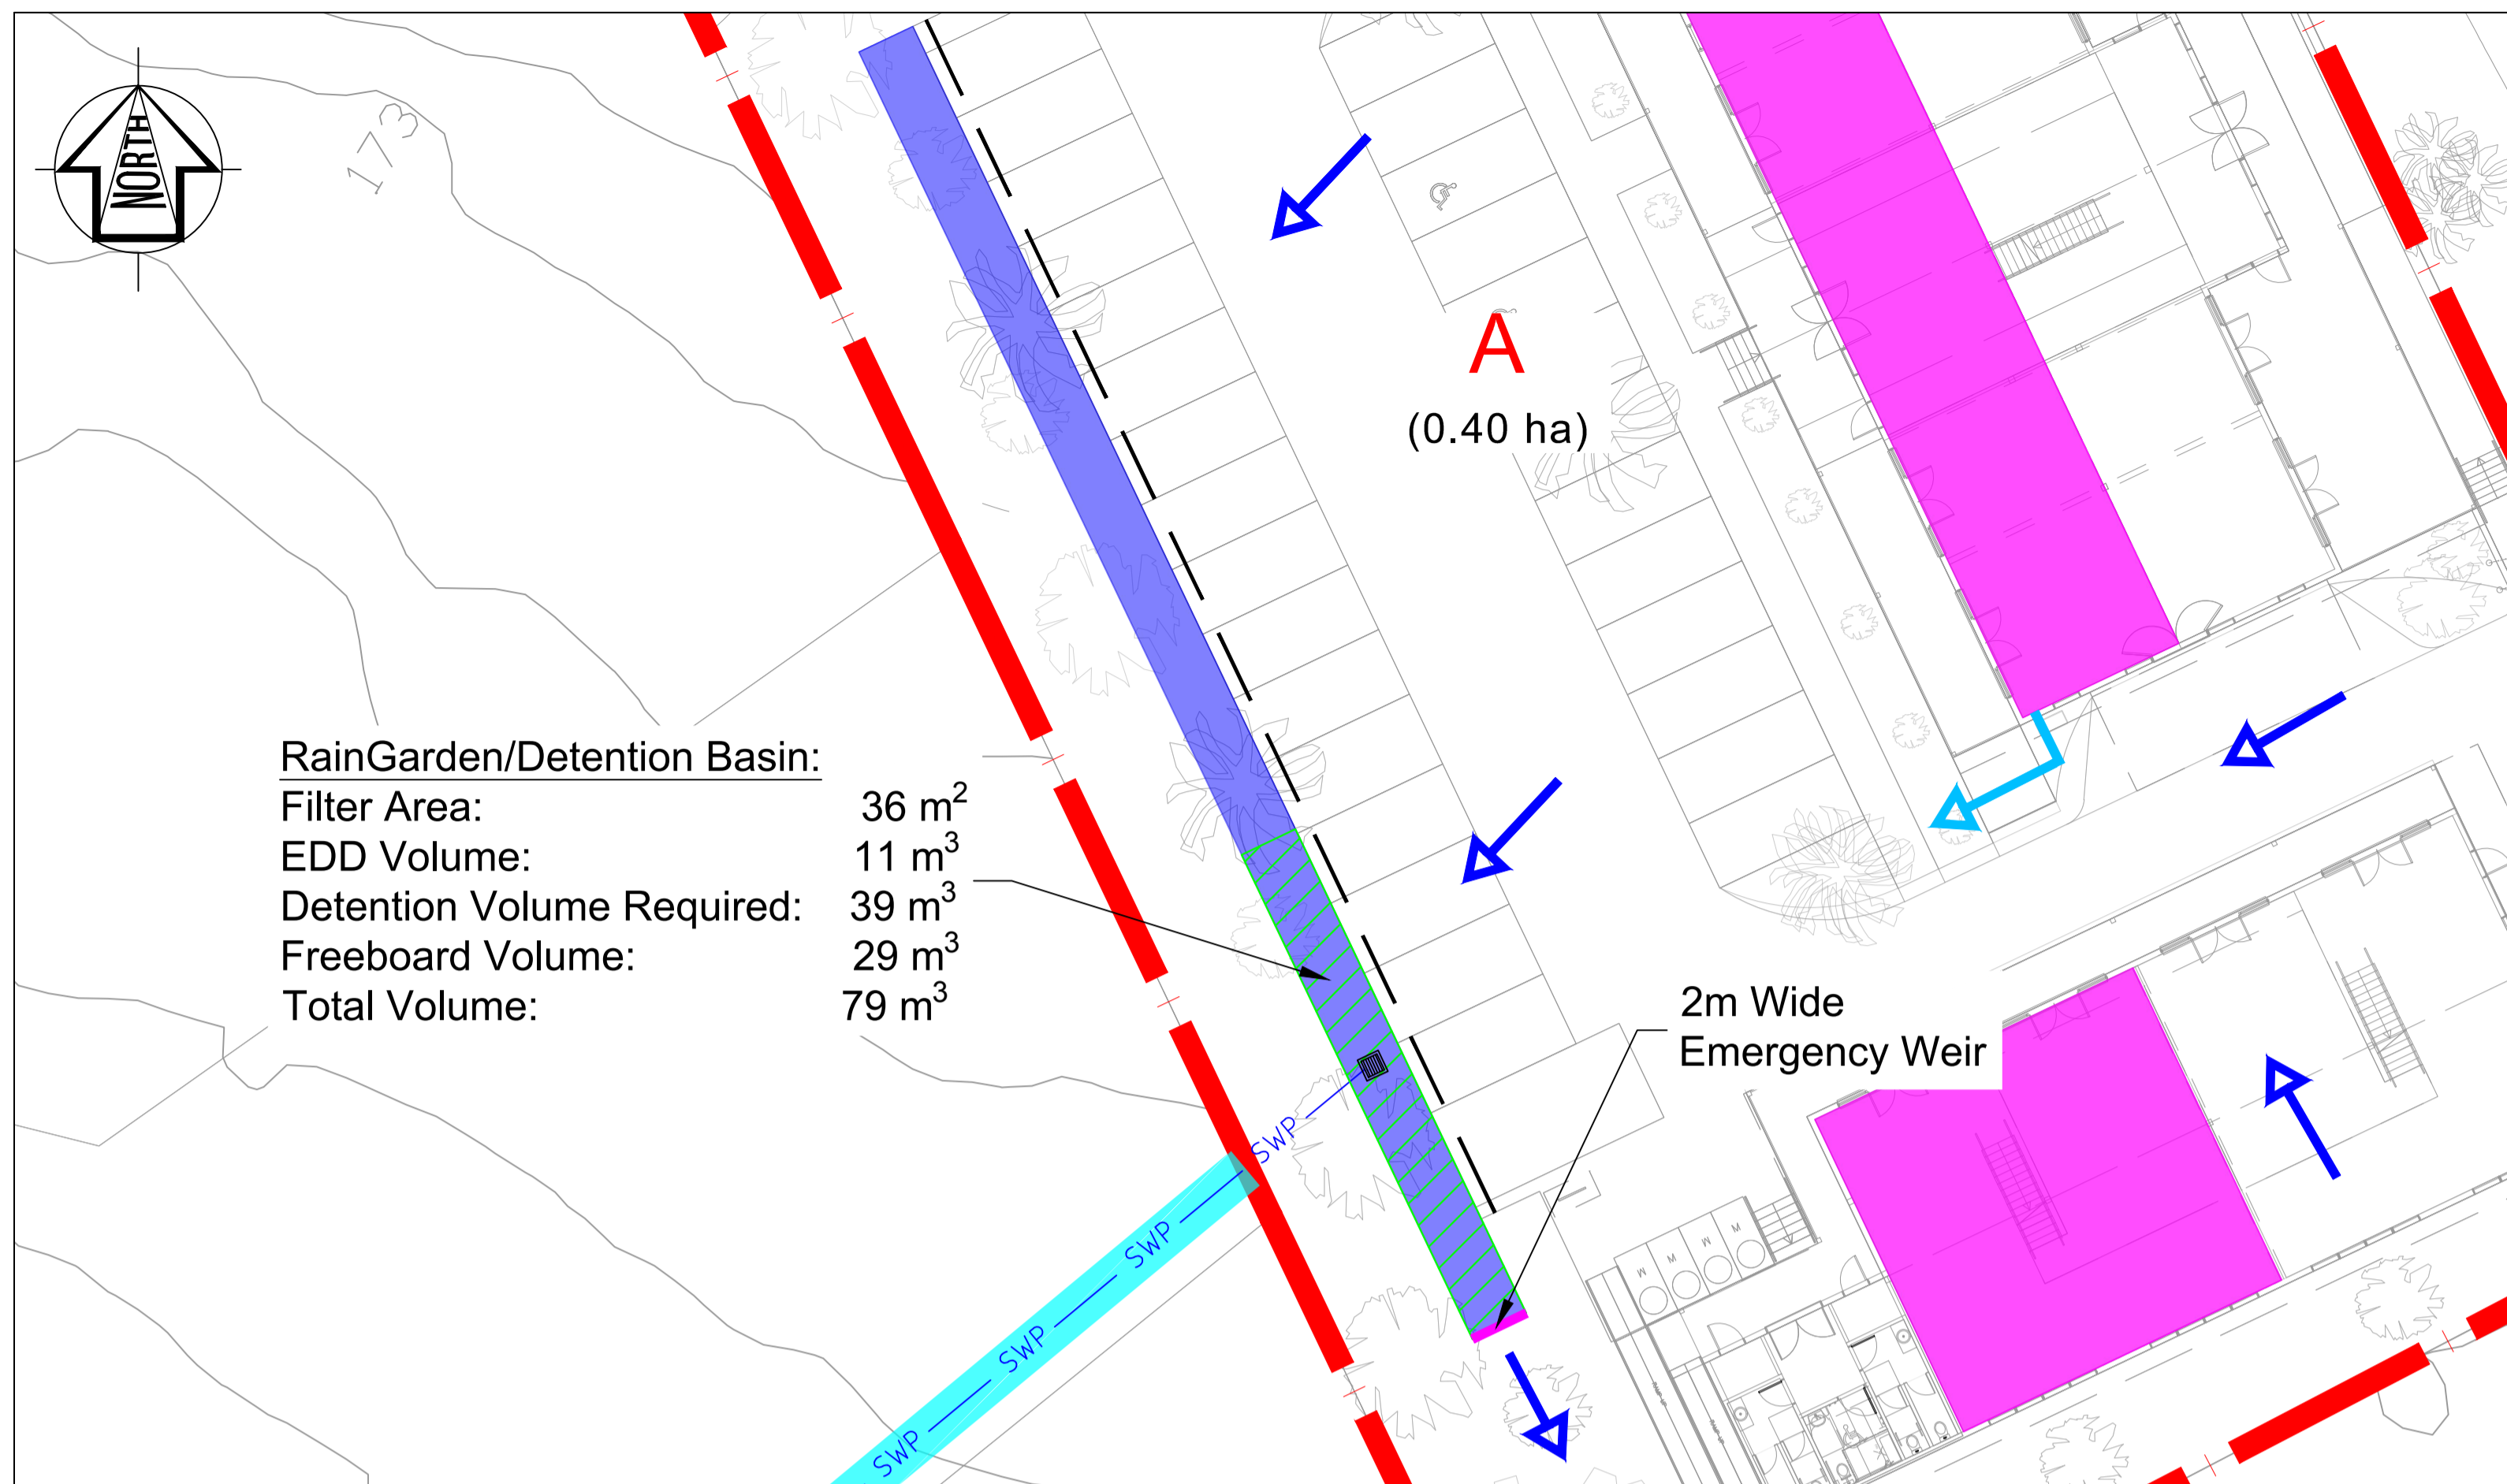 NORTH
173
A
(0.40 ha)
RainGarden/Detention Basin:
Filter Area: 36 m²
EDD Volume: 11 m³
Detention Volume Required: 39 m³
Freeboard Volume: 29 m³
Total Volume: 79 m³
2m Wide
Emergency Weir
SWP
SWP
SWP
SWP
M
M
M
M